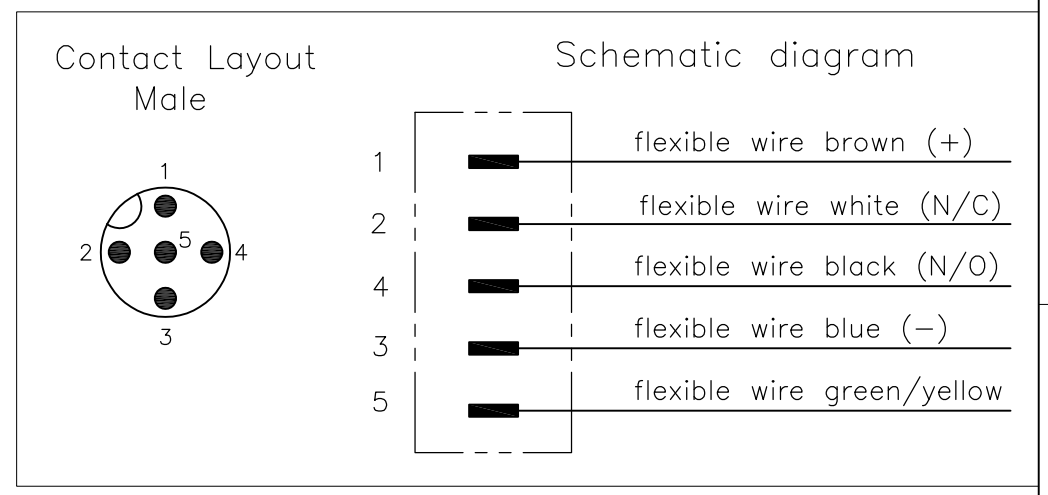 Contact Layout
Male
1
2
5
4
3
Schematic diagram
1 flexible wire brown (+)
2 flexible wire white (N/C)
4 flexible wire black (N/O)
3 flexible wire blue (−)
5 flexible wire green/yellow